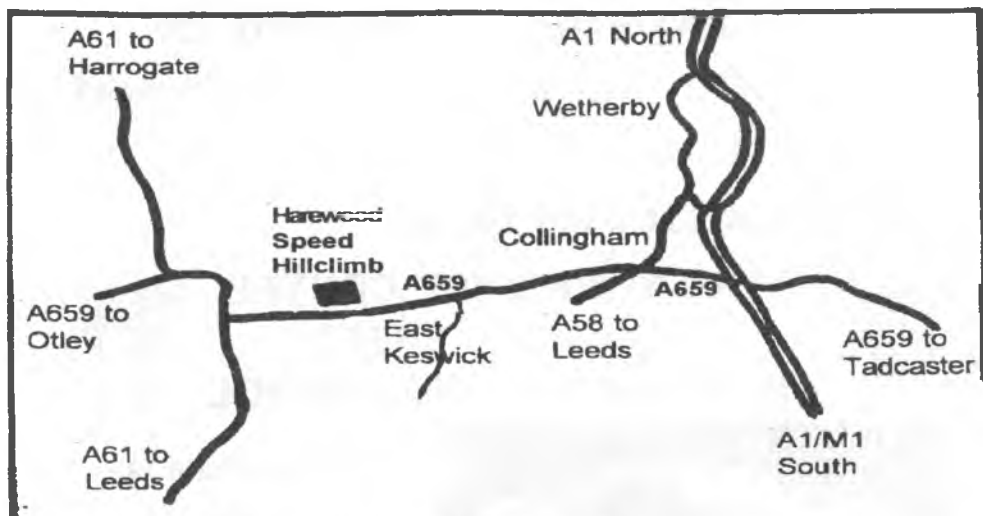 A61 to
Harrogate
A1 North
Wetherby
Harewood
Speed
Hillclimb
Collingham
A659
A659
A659 to
Otley
East
Keswick
A58 to
Leeds
A659 to
Tadcaster
A61 to
Leeds
A1/M1
South